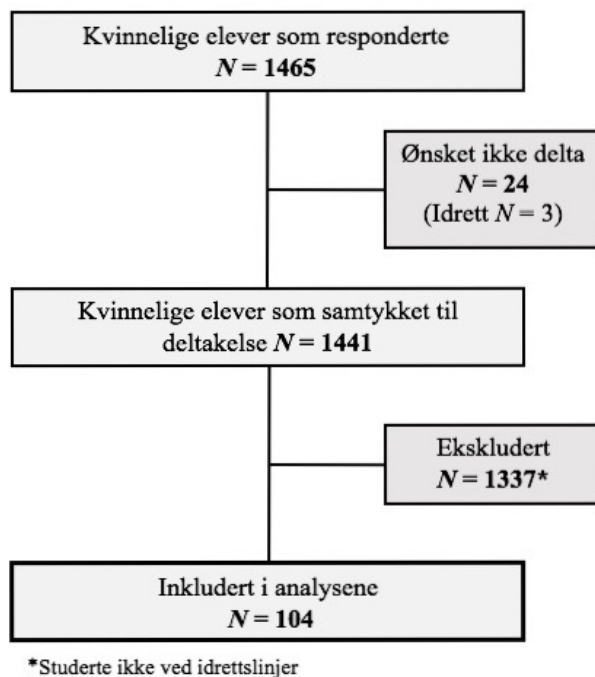 Kvinnelige elever som responderte
N = 1465
Ønsket ikke delta
N = 24
(Idrett N = 3)
Kvinnelige elever som samtykket til
deltakelse N = 1441
Ekskludert
N = 1337*
Inkludert i analysene
N = 104
*Studerte ikke ved idrettslinjer